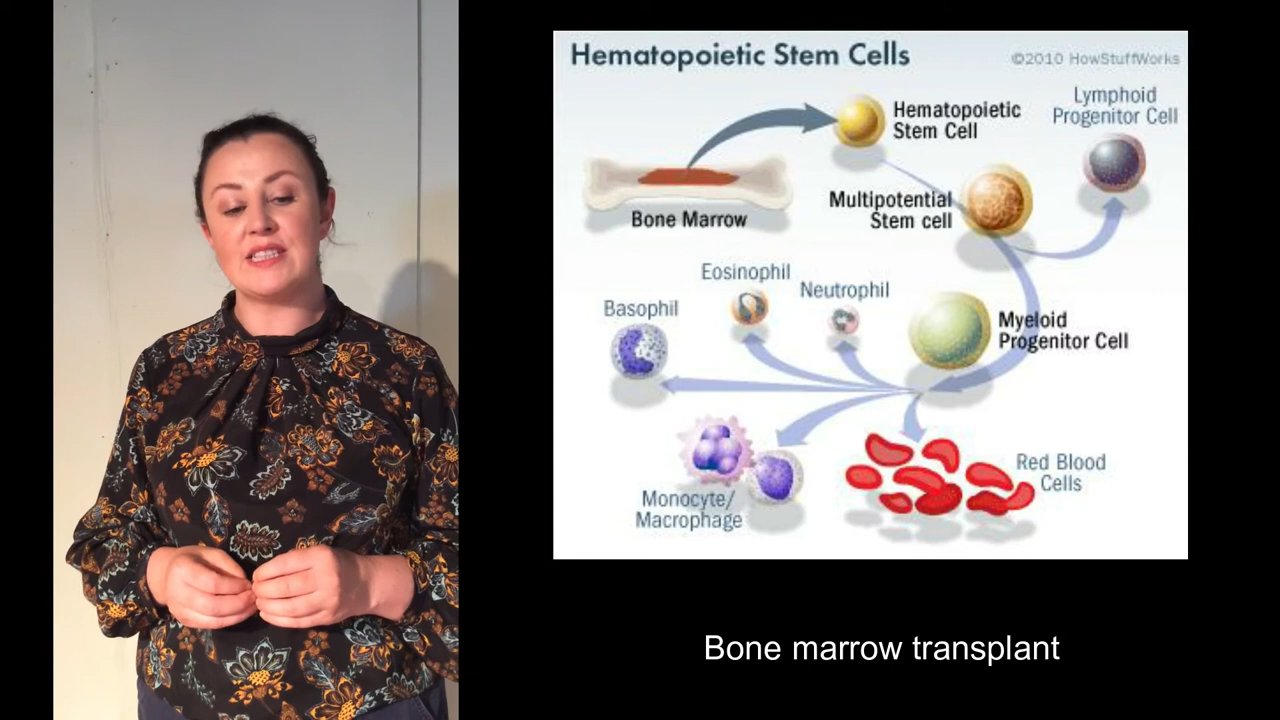 Hematopoietic Stem Cells
©2010 HowStuffWorks
Lymphoid
Progenitor Cell
Hematopoietic
Stem Cell
Multipotential
Stem cell
Bone Marrow
Eosinophil
Neutrophil
Basophil
Myeloid
Progenitor Cell
Red Blood
Cells
Monocyte/
Macrophage
Bone marrow transplant